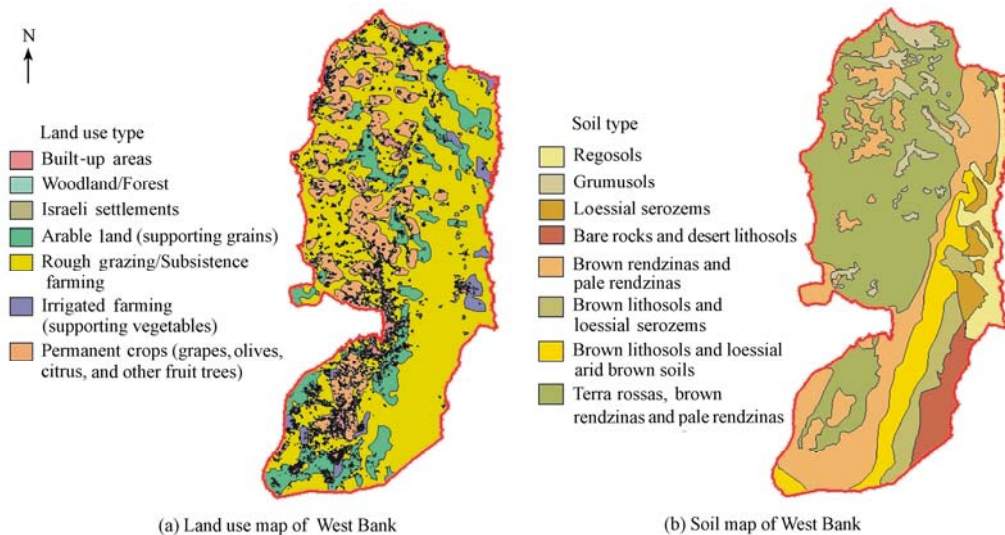 N
Land use type
Built-up areas
Woodland/Forest
Israeli settlements
Arable land (supporting grains)
Rough grazing/Subsistence
farming
Irrigated farming
(supporting vegetables)
Permanent crops (grapes, olives,
citrus, and other fruit trees)
(a) Land use map of West Bank
Soil type
Regosols
Grumusols
Loessial serozems
Bare rocks and desert lithosols
Brown rendzinas and
pale rendzinas
Brown lithosols and
loessial serozems
Brown lithosols and loessial
arid brown soils
Terra rossas, brown
rendzinas and pale rendzinas
(b) Soil map of West Bank